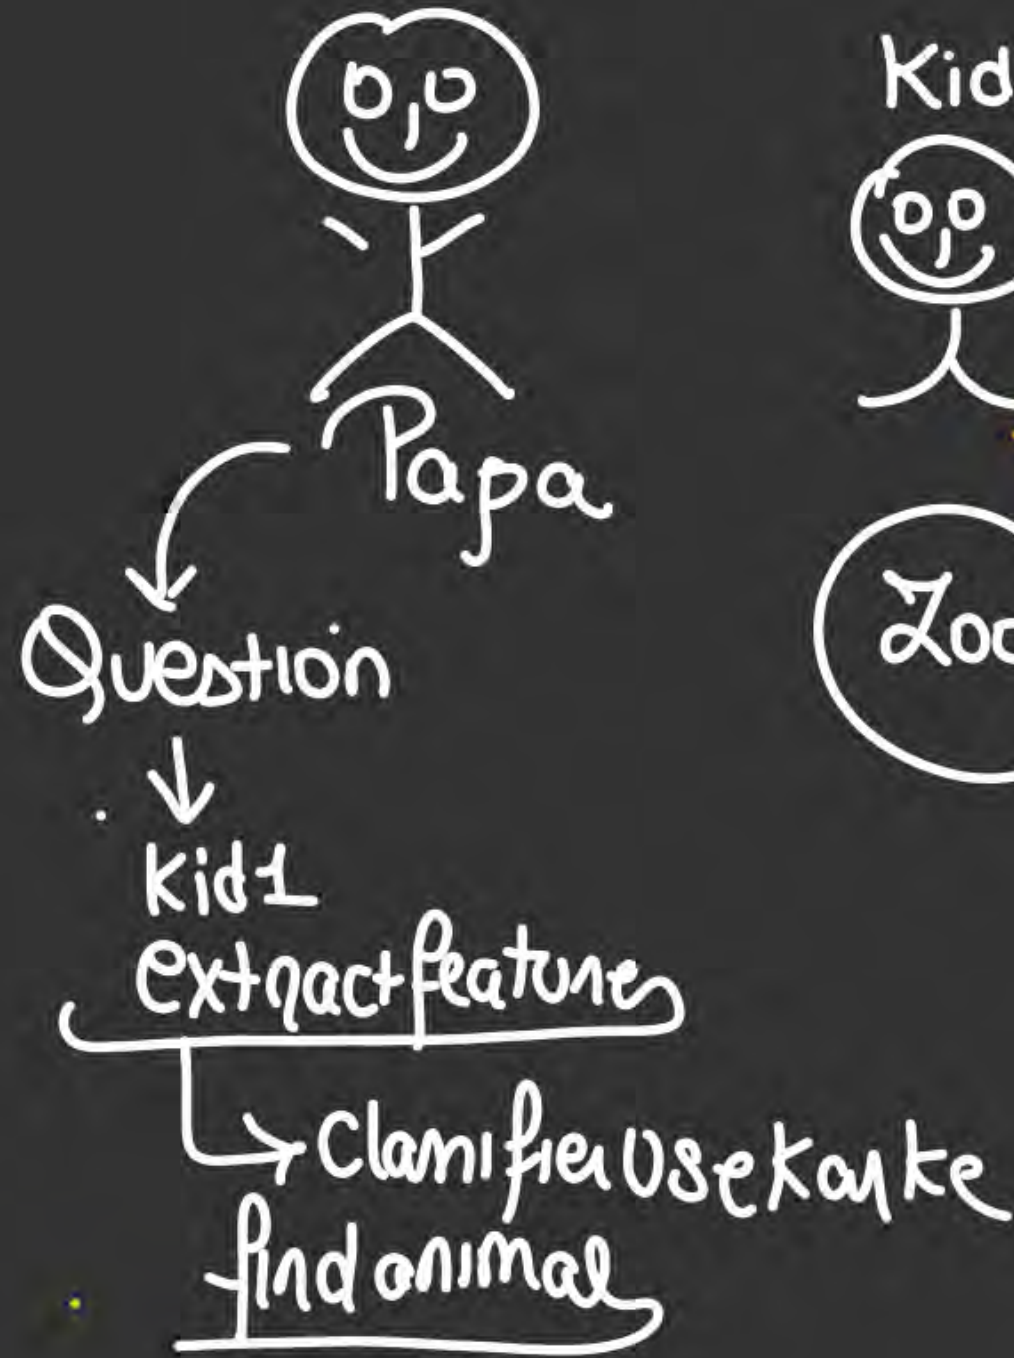 Kid
Papa
Question
Zoo
Kid1
extract features
Classifier use karke
find animal